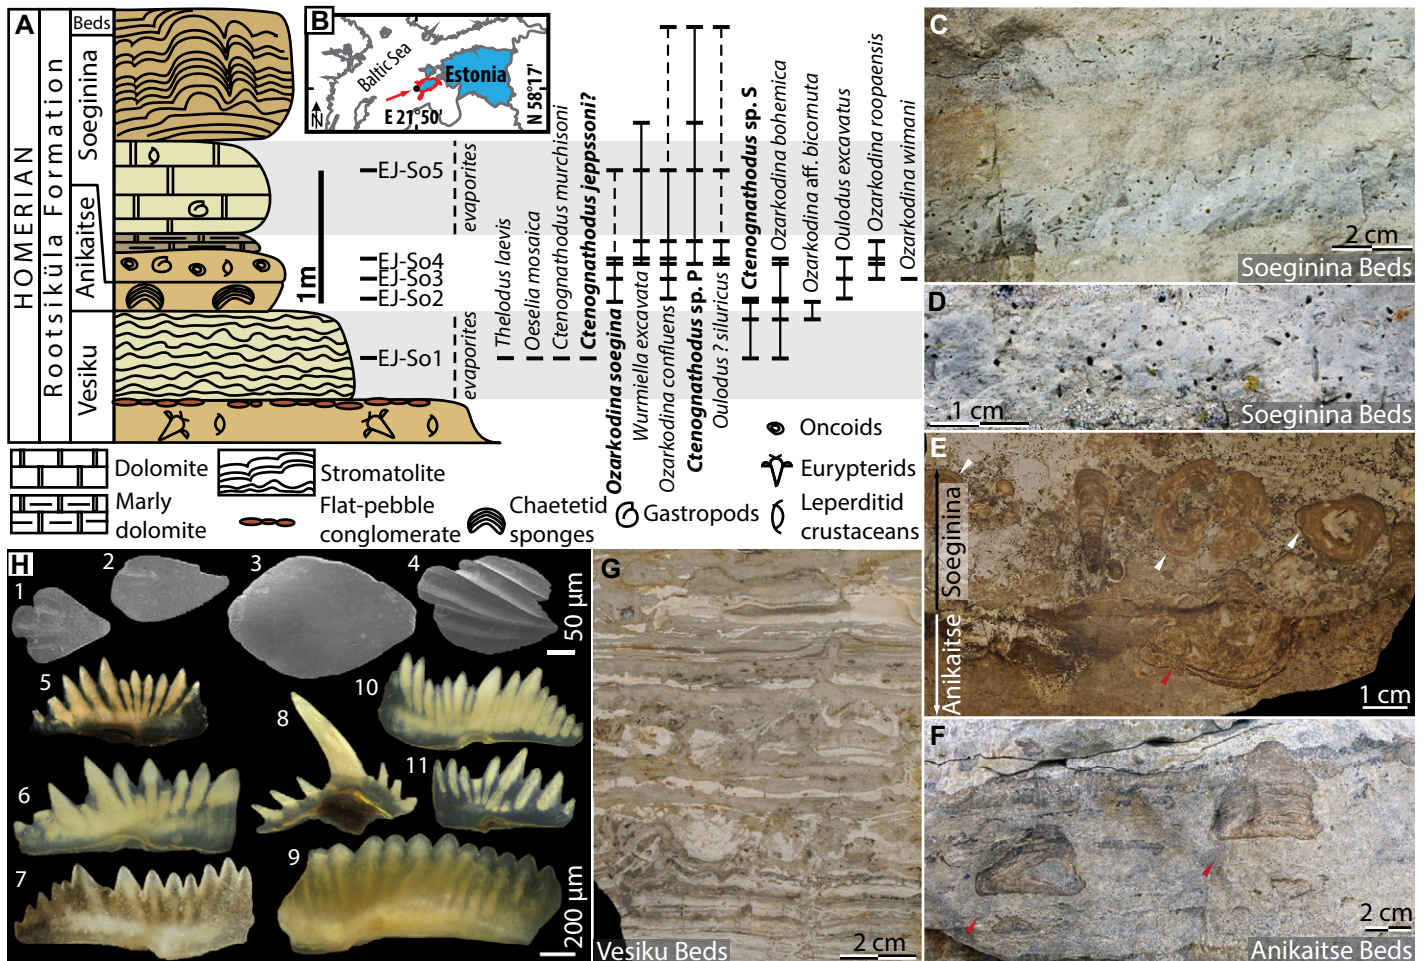 A
HOMERIAN
Rootsiküla Formation
Beds
Soeginina
Anikaitse
Vesiku
1m
EJ-So5
EJ-So4
EJ-So3
EJ-So2
EJ-So1
evaporites
evaporites
B
Baltic Sea
Estonia
N
E 21°50'
N 58°17'
Thelodus laevis
Oeselia mosaica
Ctenognathodus murchisoni
Ctenognathodus jeppssoni?
Ozarkodina soegina
Wurmiella excavata
Ozarkodina confluens
Ctenognathodus sp. P
Oulodus ? siluricus
Ctenognathodus sp. S
Ozarkodina bohemica
Ozarkodina aff. bicornuta
Oulodus excavatus
Ozarkodina roopaensis
Ozarkodina wimani
Dolomite
Marly
dolomite
Stromatolite
Flat-pebble
conglomerate
Chaetetid
sponges
Gastropods
Oncoids
Eurypterids
Leperditid
crustaceans
C
2 cm
Soeginina Beds
D
1 cm
Soeginina Beds
E
Soeginina
Anikaitse
1 cm
F
2 cm
Anikaitse Beds
G
Vesiku Beds
2 cm
H
1
2
3
4
50 µm
5
6
7
8
9
10
11
200 µm